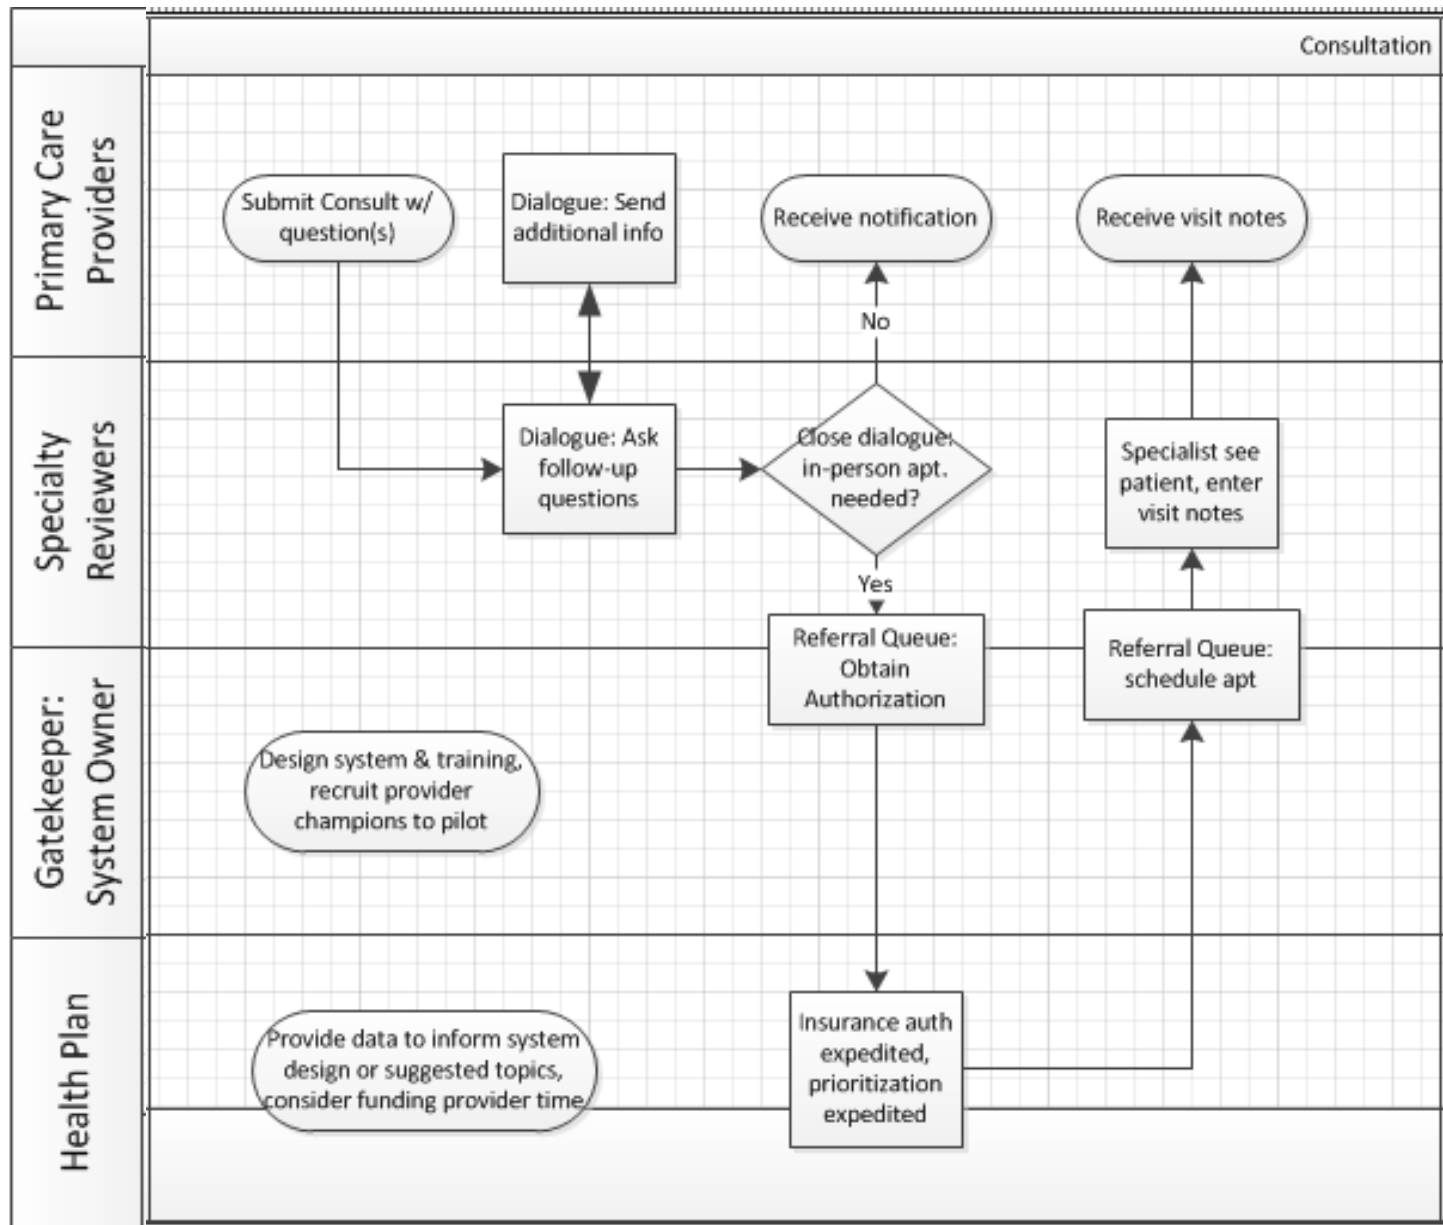 Consultation
Primary Care
Providers
Submit Consult w/
question(s)
Dialogue: Send
additional info
Receive notification
Receive visit notes
No
Specialty
Reviewers
Dialogue: Ask
follow-up
questions
Close dialogue:
in-person apt.
needed?
Specialist see
patient, enter
visit notes
Yes
Referral Queue:
Obtain
Authorization
Referral Queue:
schedule apt
Gatekeeper:
System Owner
Design system & training,
recruit provider
champions to pilot
Health Plan
Provide data to inform system
design or suggested topics,
consider funding provider time
Insurance auth
expedited,
prioritization
expedited